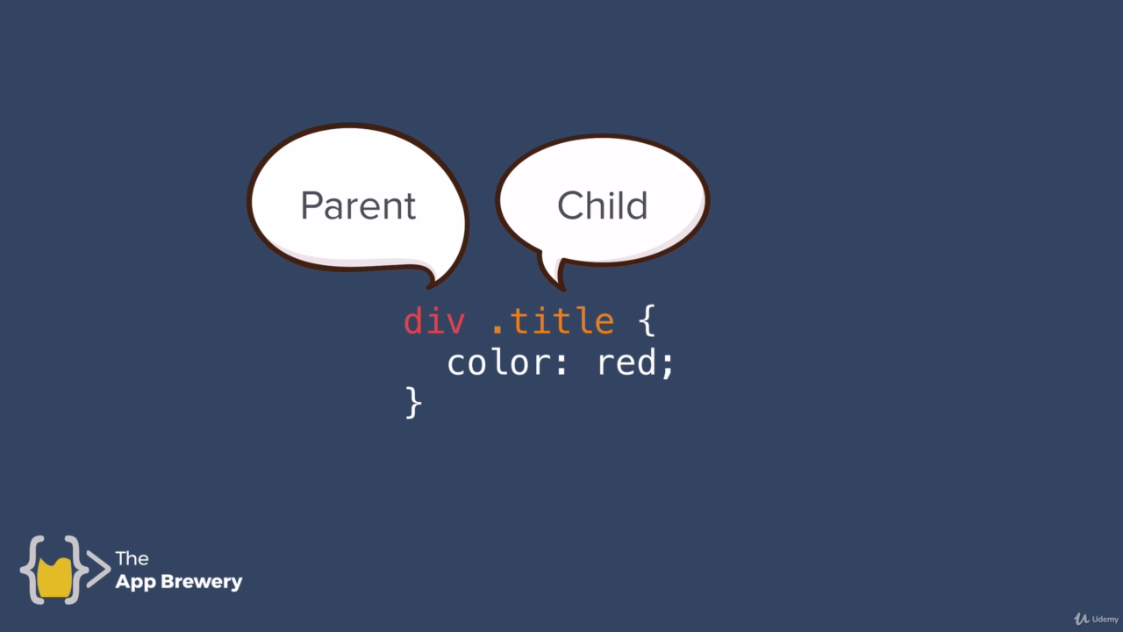 Parent
Child
div .title {
color: red;
}
The
App Brewery
Udemy